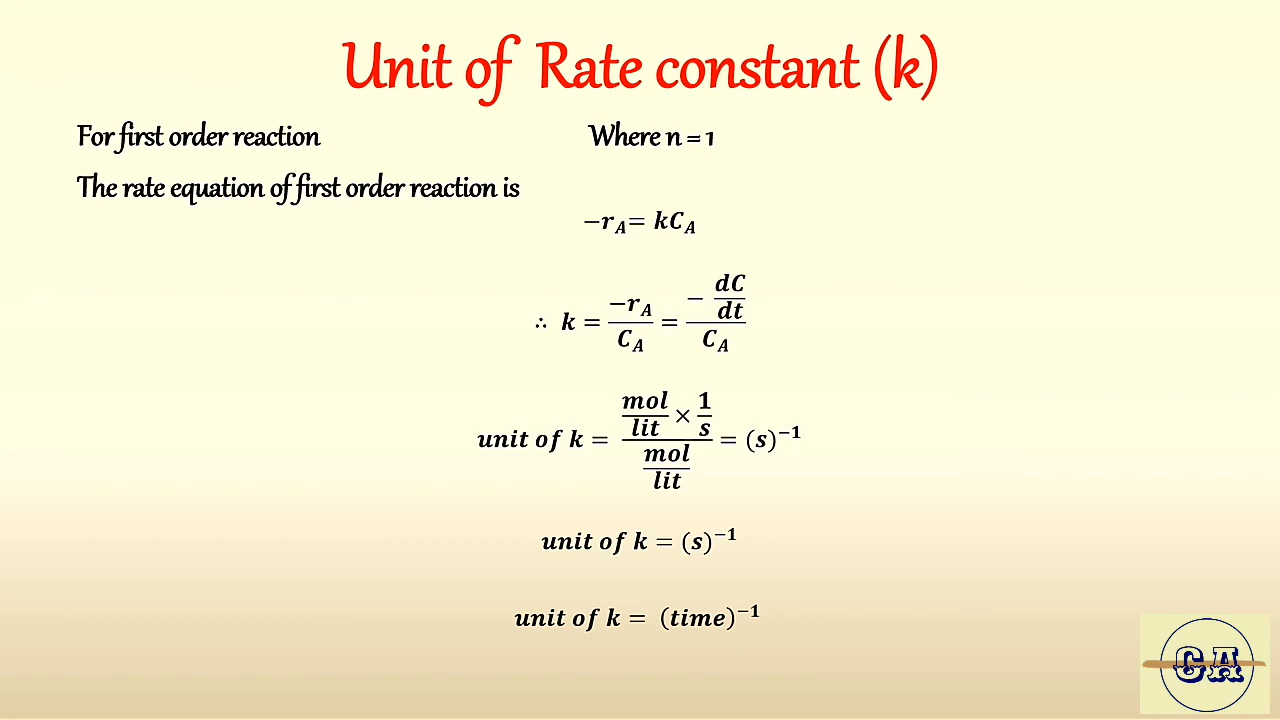 Unit of Rate constant (k)
For first order reaction Where n = 1
The rate equation of first order reaction is
−r_A= kC_A
∴ k = −r_A/C_A = (− dC/dt)/C_A
unit of k = (mol/lit × 1/s)/(mol/lit) = (s)⁻¹
unit of k = (s)⁻¹
unit of k = (time)⁻¹
CA